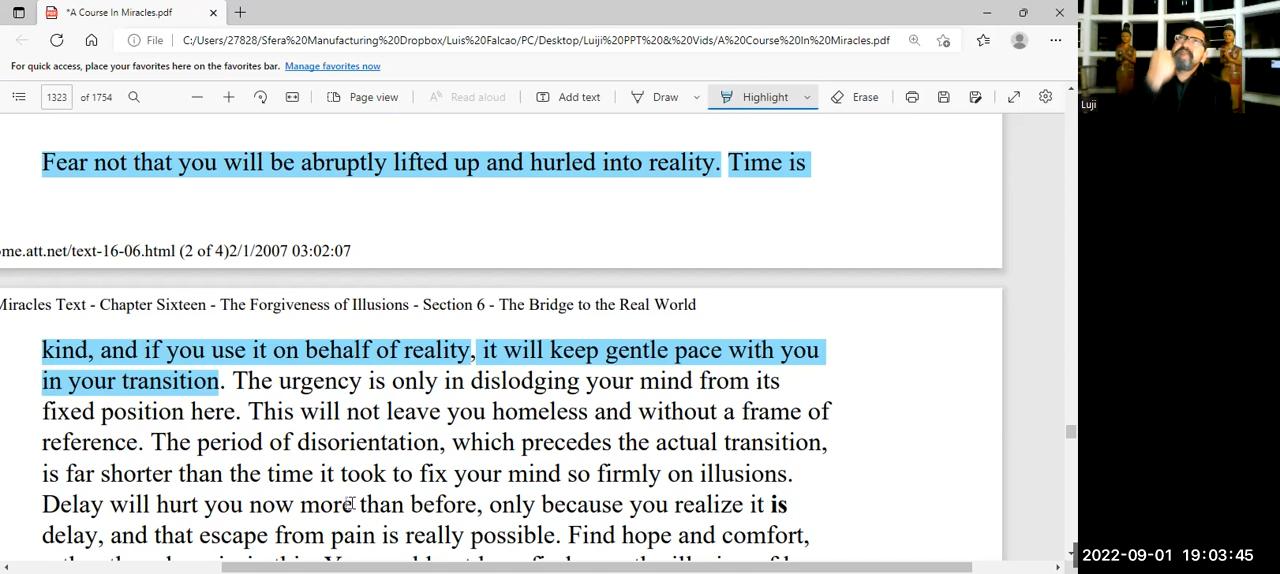 *A Course In Miracles.pdf
File C:/Users/27828/Sfera%20Manufacturing%20Dropbox/Luis%20Falcao/PC/Desktop/Luiji%20PPT%20&%20Vids/A%20Course%20In%20Miracles.pdf
For quick access, place your favorites here on the favorites bar. Manage favorites now
1323 of 1754 Page view Read aloud Add text Draw Highlight Erase
Luji
Fear not that you will be abruptly lifted up and hurled into reality. Time is
ome.att.net/text-16-06.html (2 of 4)2/1/2007 03:02:07
Miracles Text - Chapter Sixteen - The Forgiveness of Illusions - Section 6 - The Bridge to the Real World
kind, and if you use it on behalf of reality, it will keep gentle pace with you
in your transition. The urgency is only in dislodging your mind from its
fixed position here. This will not leave you homeless and without a frame of
reference. The period of disorientation, which precedes the actual transition,
is far shorter than the time it took to fix your mind so firmly on illusions.
Delay will hurt you now more than before, only because you realize it is
delay, and that escape from pain is really possible. Find hope and comfort,
2022-09-01 19:03:45